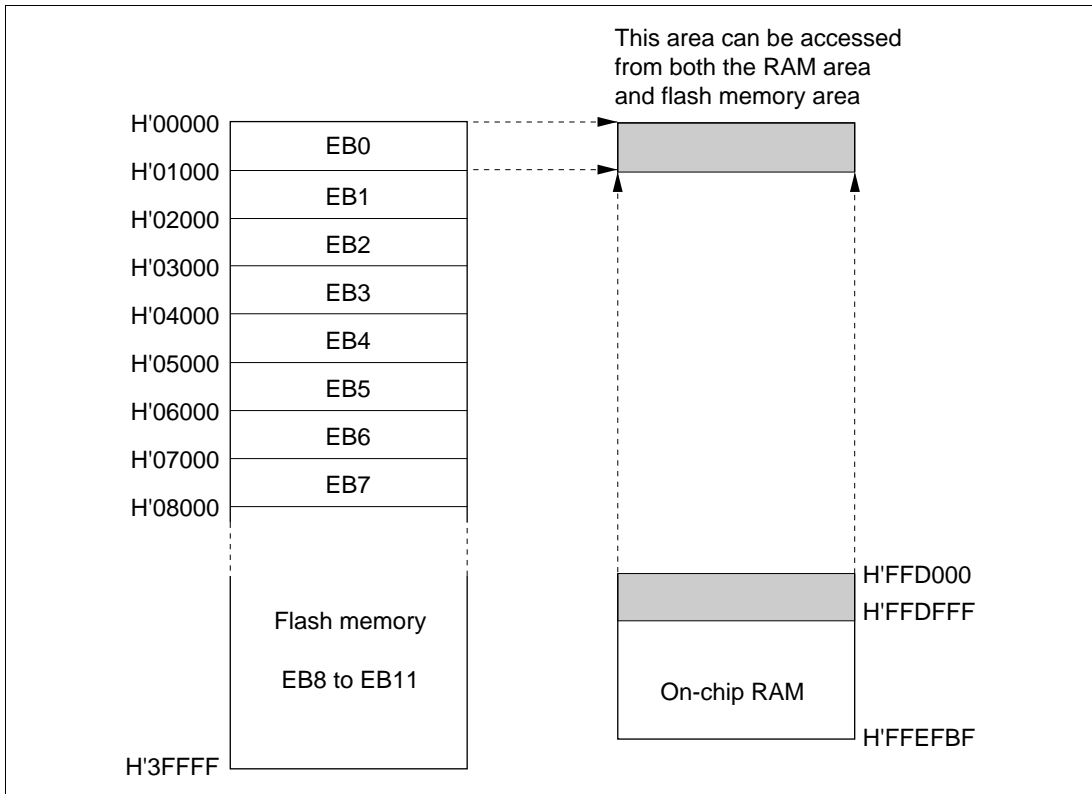 This area can be accessed
from both the RAM area
and flash memory area
H'00000
EB0
H'01000
EB1
H'02000
EB2
H'03000
EB3
H'04000
EB4
H'05000
EB5
H'06000
EB6
H'07000
EB7
H'08000
H'FFD000
H'FFDFFF
Flash memory
EB8 to EB11
On-chip RAM
H'FFEFBF
H'3FFFF